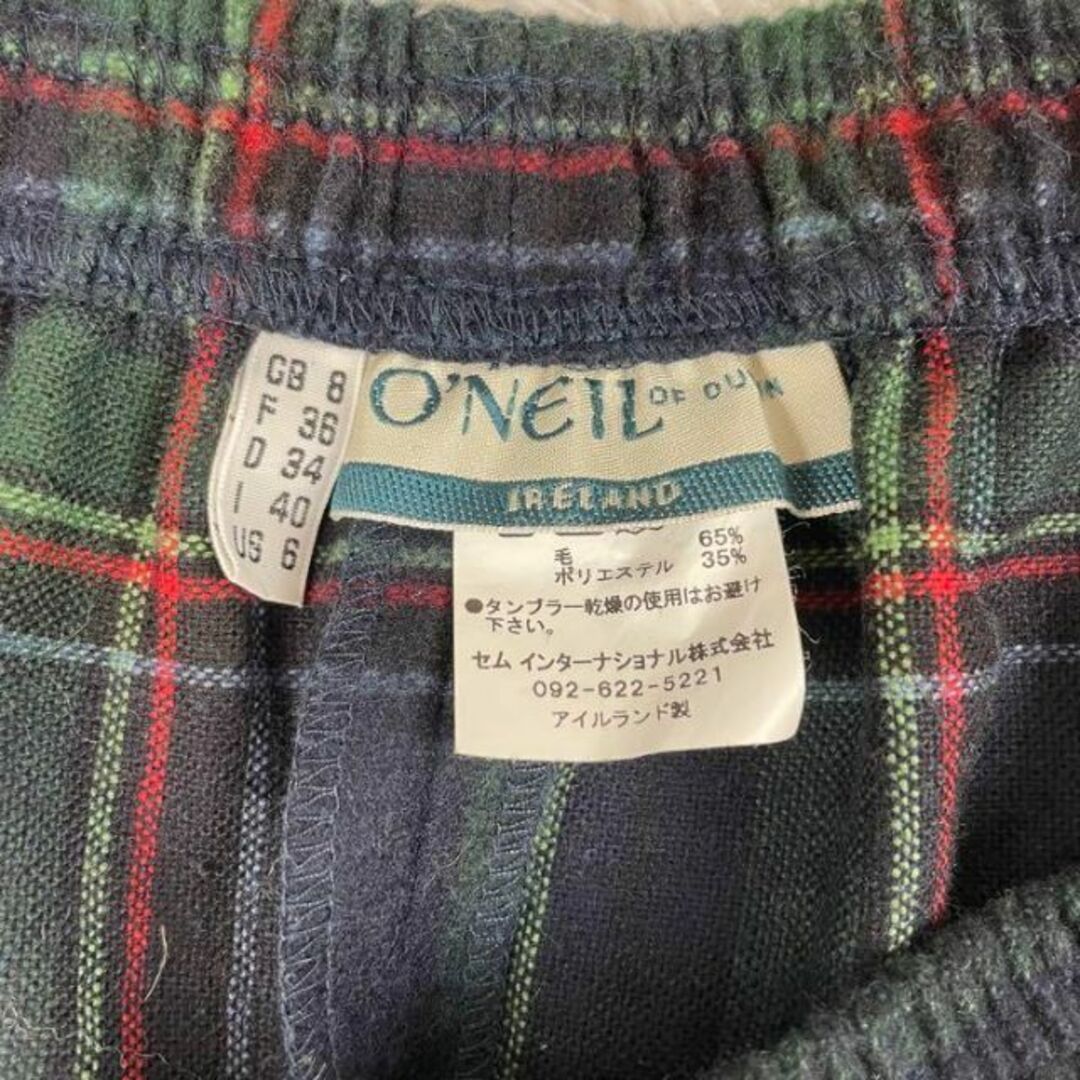 GB 8
F 36
D 34
I 40
US 6
O'NEIL OF
IRELAND
毛 65%
ポリエステル 35%
●タンブラー乾燥の使用はお避け
下さい。
セム インターナショナル株式会社
092-622-5221
アイルランド製